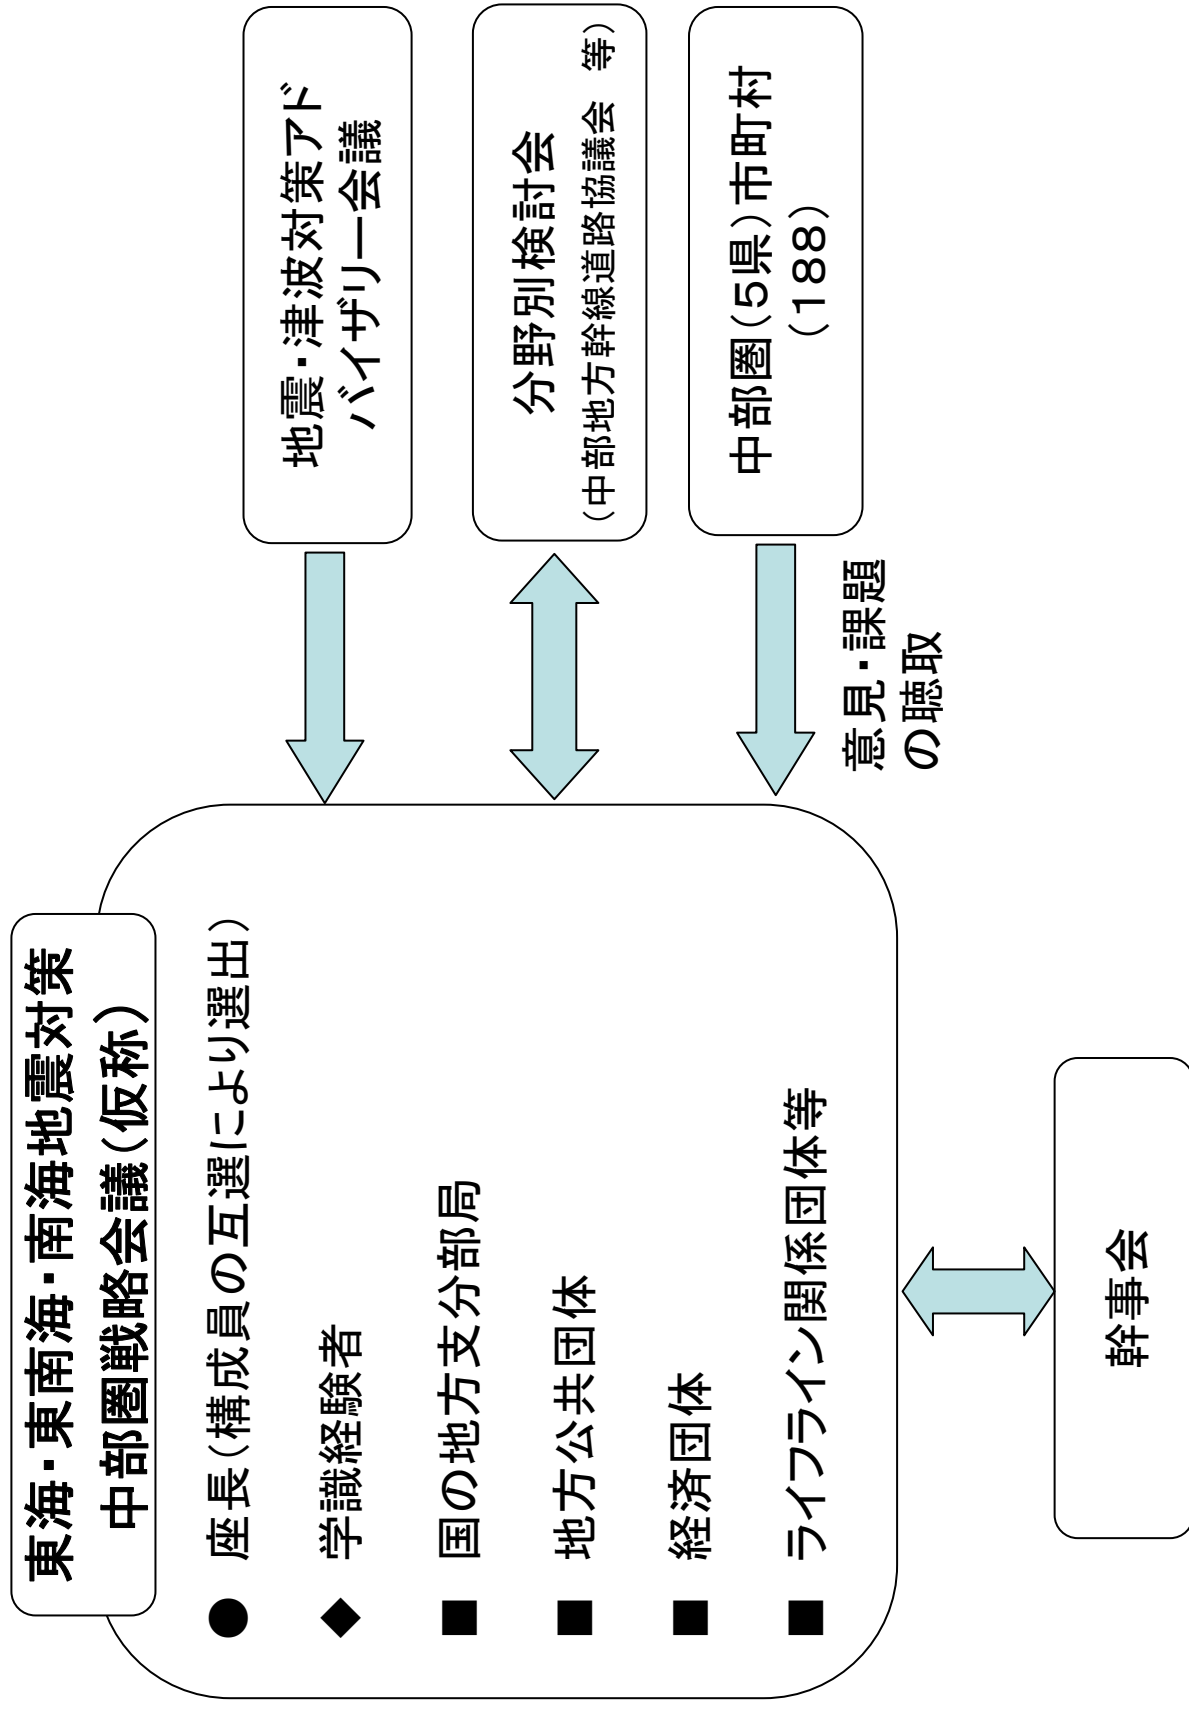 東海・東南海・南海地震対策
中部圏戦略会議(仮称)
● 座長(構成員の互選により選出)
◆ 学識経験者
■ 国の地方支分部局
■ 地方公共団体
■ 経済団体
■ ライフライン関係団体等
地震・津波対策アド
バイザリー会議
分野別検討会
(中部地方幹線道路協議会 等)
中部圏(5県)市町村
(188)
意見・課題
の聴取
幹事会